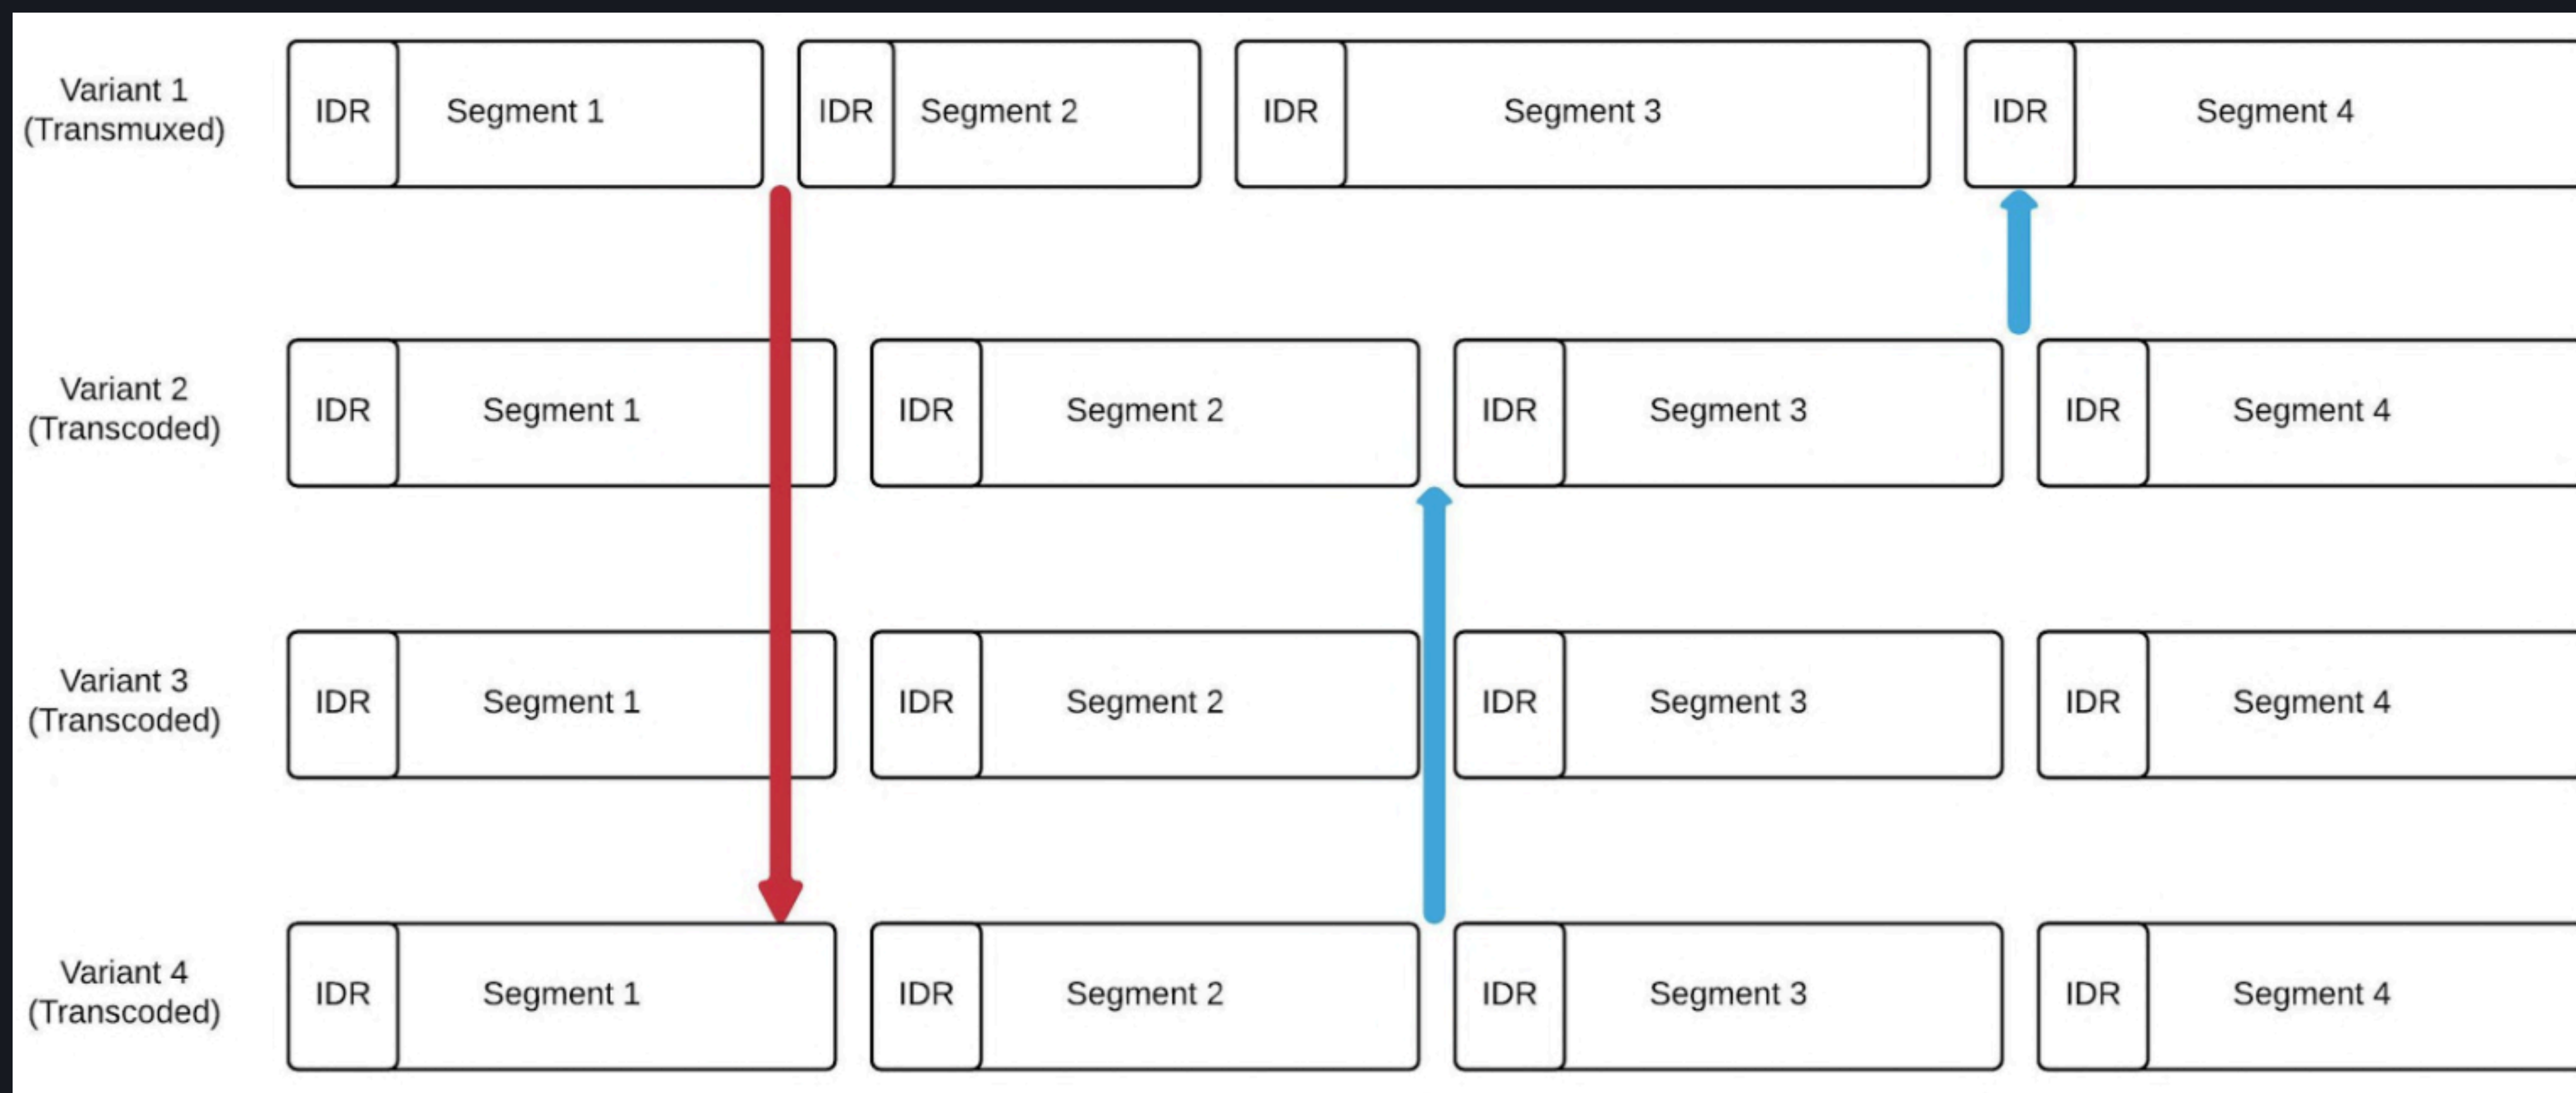 Variant 1
(Transmuxed)
IDR
Segment 1
IDR
Segment 2
IDR
Segment 3
IDR
Segment 4
Variant 2
(Transcoded)
IDR
Segment 1
IDR
Segment 2
IDR
Segment 3
IDR
Segment 4
Variant 3
(Transcoded)
IDR
Segment 1
IDR
Segment 2
IDR
Segment 3
IDR
Segment 4
Variant 4
(Transcoded)
IDR
Segment 1
IDR
Segment 2
IDR
Segment 3
IDR
Segment 4